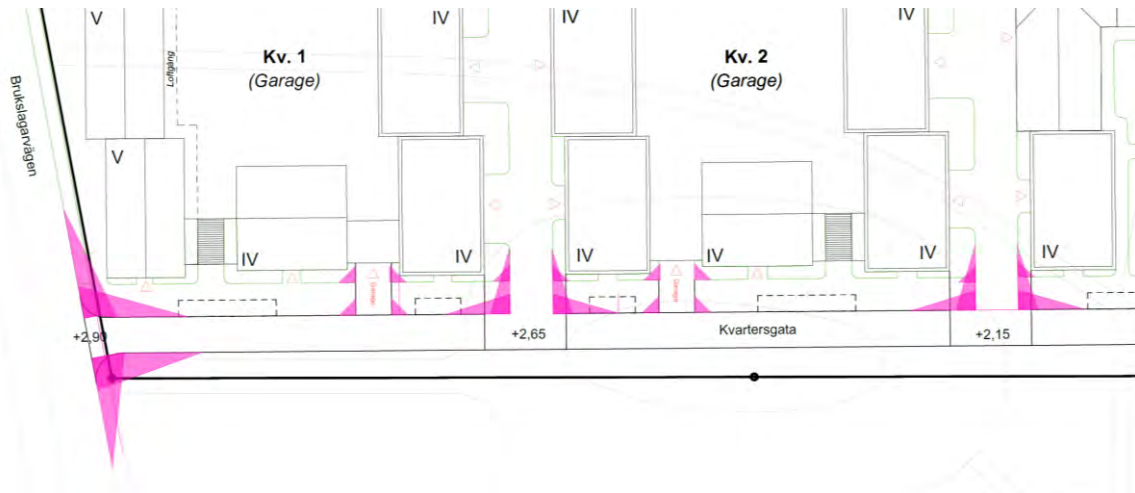 V
IV
IV
IV
Kv. 1
(Garage)
Kv. 2
(Garage)
Loftgång
Brukslagarvägen
V
IV
IV
IV
IV
IV
IV
Garage
Garage
+2,90
+2,65
Kvartersgata
+2,15